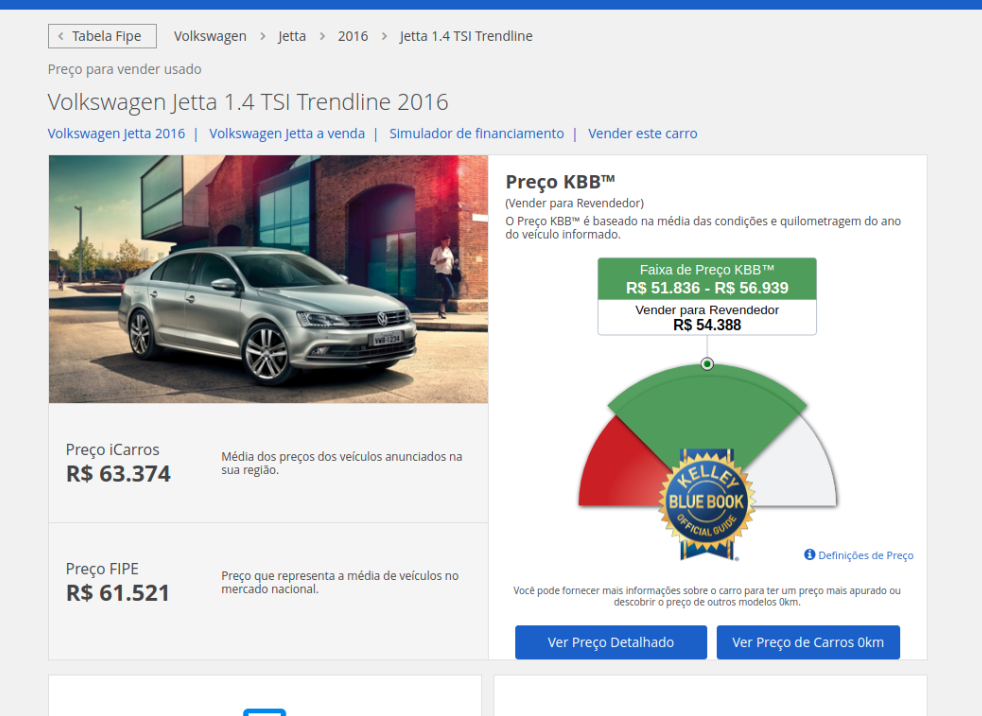 Tabela Fipe
Volkswagen > Jetta > 2016 > Jetta 1.4 TSI Trendline
Preço para vender usado
Volkswagen Jetta 1.4 TSI Trendline 2016
Volkswagen Jetta 2016 | Volkswagen Jetta a venda | Simulador de financiamento | Vender este carro
Preço KBB™
(Vender para Revendedor)
O Preço KBB™ é baseado na média das condições e quilometragem do ano
do veículo informado.
Faixa de Preço KBB™
R$ 51.836 - R$ 56.939
Vender para Revendedor
R$ 54.388
KELLEY
BLUE BOOK
OFFICIAL GUIDE
Definições de Preço
Você pode fornecer mais informações sobre o carro para ter um preço mais apurado ou
descobrir o preço de outros modelos 0km.
Ver Preço Detalhado
Ver Preço de Carros 0km
Preço iCarros
R$ 63.374
Média dos preços dos veículos anunciados na
sua região.
Preço FIPE
R$ 61.521
Preço que representa a média de veículos no
mercado nacional.